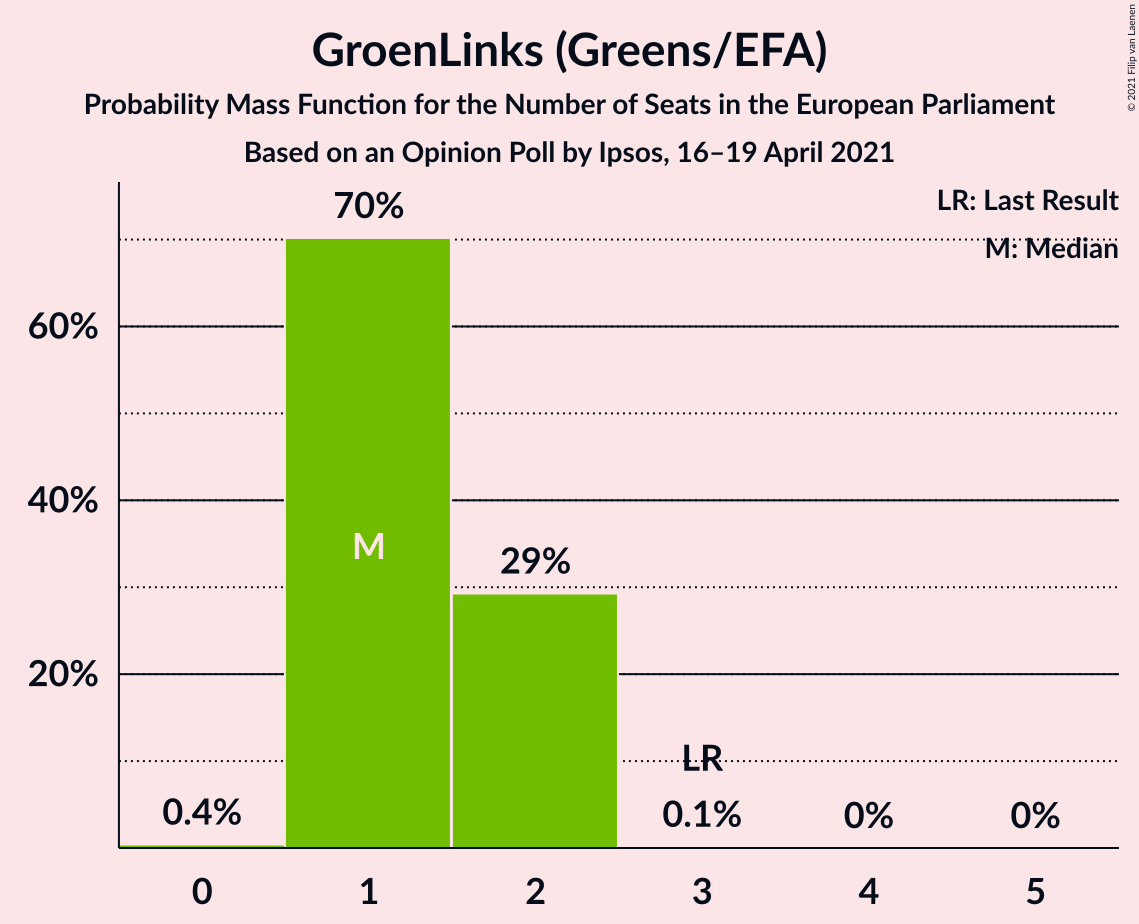 GroenLinks (Greens/EFA)
Probability Mass Function for the Number of Seats in the European Parliament
Based on an Opinion Poll by Ipsos, 16–19 April 2021
© 2021 Filip van Laenen
LR: Last Result
M: Median
70%
60%
40%
M
29%
20%
LR
0.4%
0.1%
0%
0%
0 1 2 3 4 5